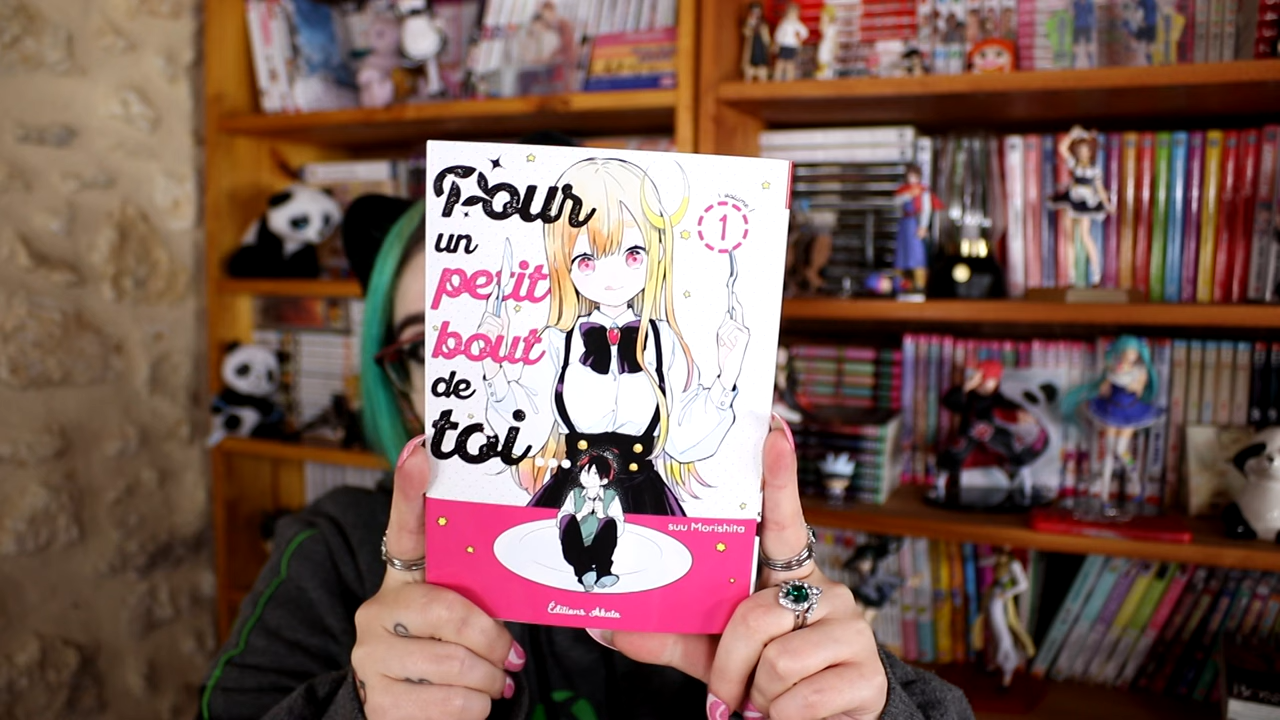 Pour
un
petit
bout
de
toi...
1
suu Morishita
Éditions Akata